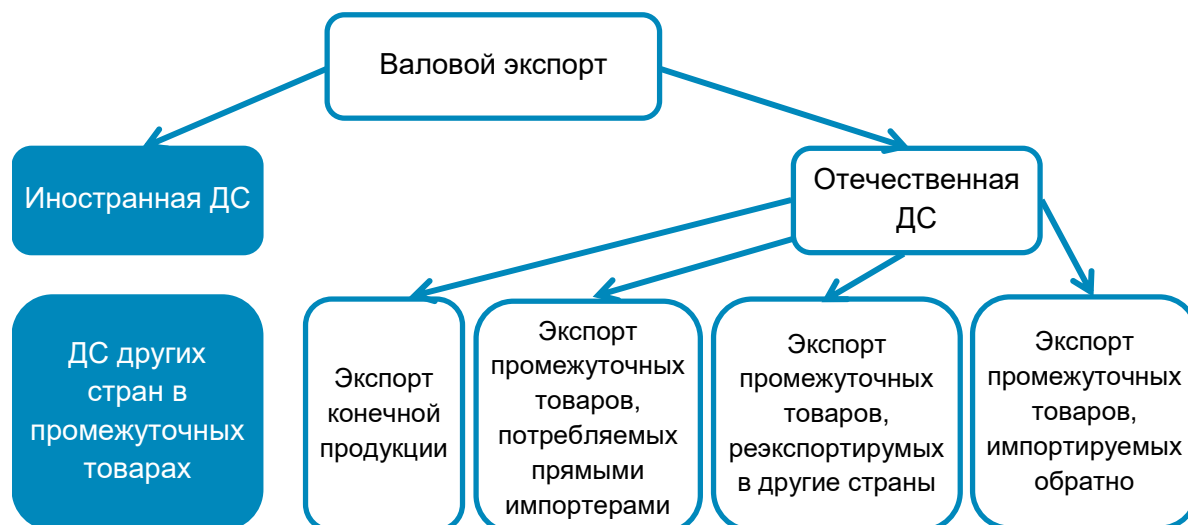 Валовой экспорт
Иностранная ДС
Отечественная
ДС
ДС других
стран в
промежуточных
товарах
Экспорт
конечной
продукции
Экспорт
промежуточных
товаров,
потребляемых
прямыми
импортерами
Экспорт
промежуточных
товаров,
реэкспортирумых
в другие страны
Экспорт
промежуточных
товаров,
импортируемых
обратно